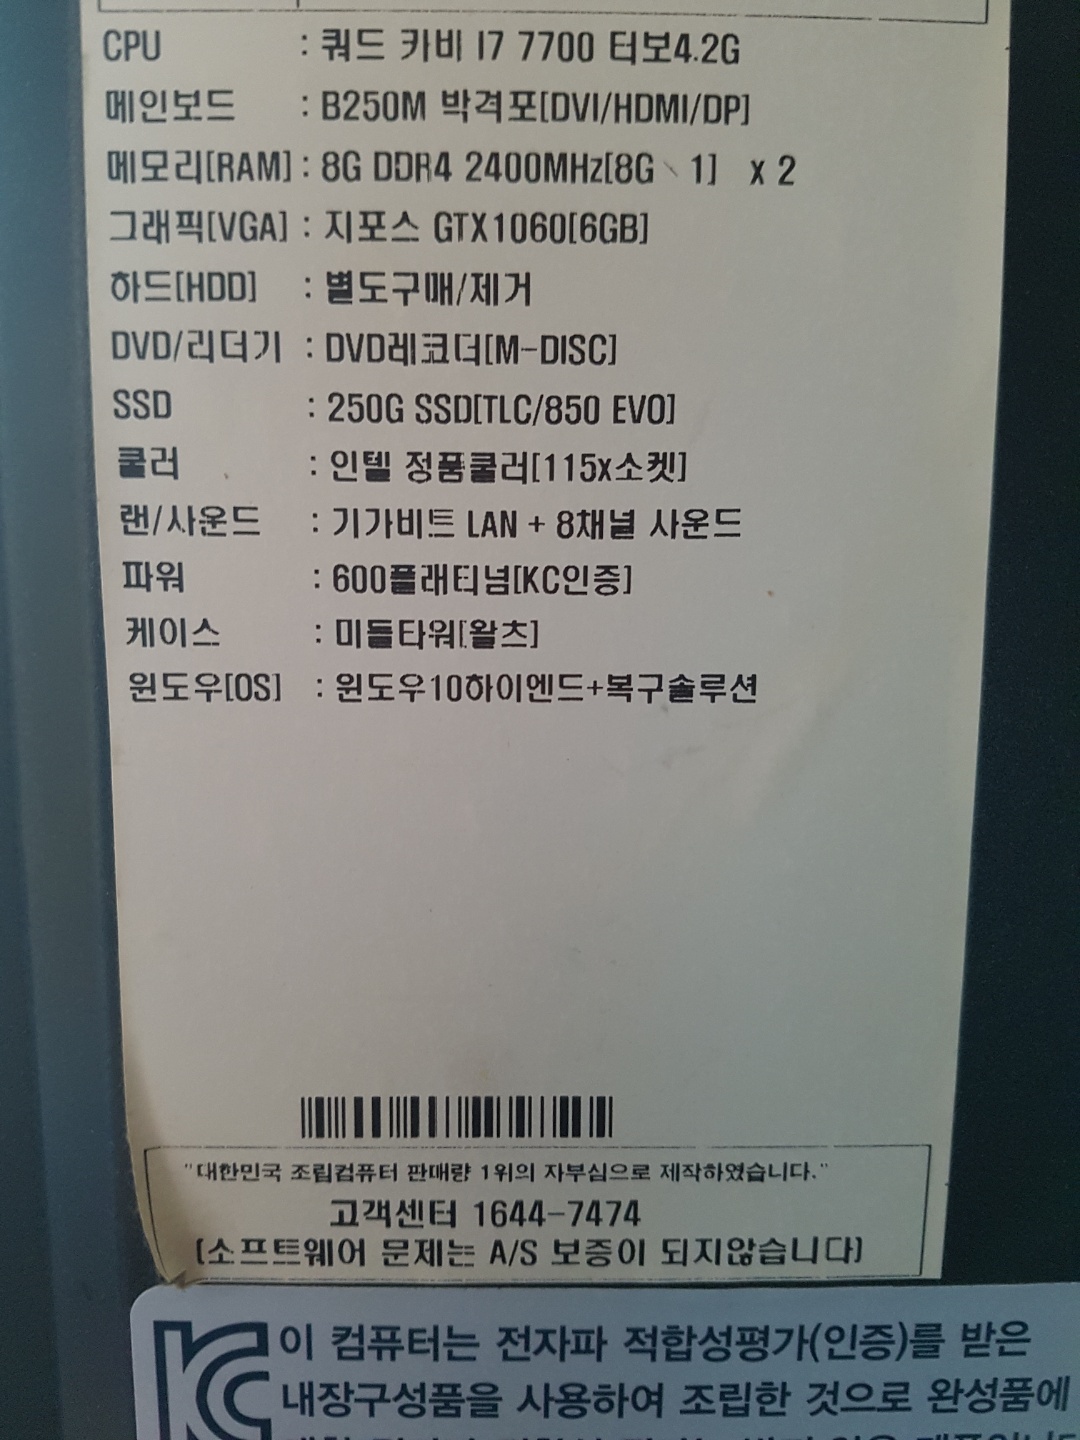 CPU : 쿼드 카비 I7 7700 터보4.2G
메인보드 : B250M 박격포[DVI/HDMI/DP]
메모리[RAM] : 8G DDR4 2400MHz[8G 1] x 2
그래픽[VGA] : 지포스 GTX1060[6GB]
하드[HDD] : 별도구매/제거
DVD/리더기 : DVD레코더[M-DISC]
SSD : 250G SSD[TLC/850 EVO]
쿨러 : 인텔 정품쿨러[115x소켓]
랜/사운드 : 기가비트 LAN + 8채널 사운드
파워 : 600플래티넘[KC인증]
케이스 : 미들타워[왈츠]
윈도우[OS] : 윈도우10하이엔드+복구솔루션
"대한민국 조립컴퓨터 판매량 1위의 자부심으로 제작하였습니다."
고객센터 1644-7474
[소프트웨어 문제는 A/S 보증이 되지않습니다]
이 컴퓨터는 전자파 적합성평가(인증)를 받은
내장구성품을 사용하여 조립한 것으로 완성품에